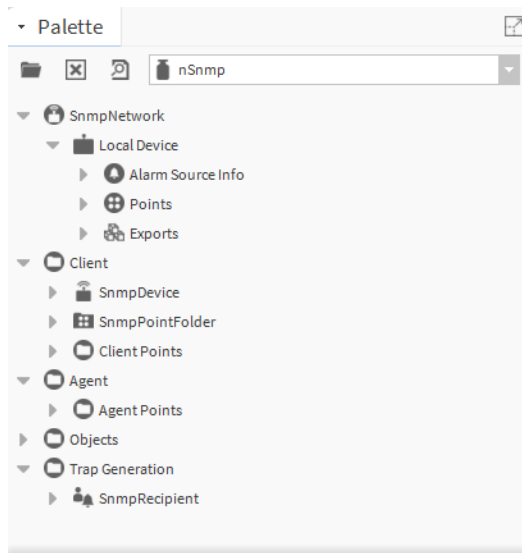 Palette
nSnmp
SnmpNetwork
Local Device
Alarm Source Info
Points
Exports
Client
SnmpDevice
SnmpPointFolder
Client Points
Agent
Agent Points
Objects
Trap Generation
SnmpRecipient